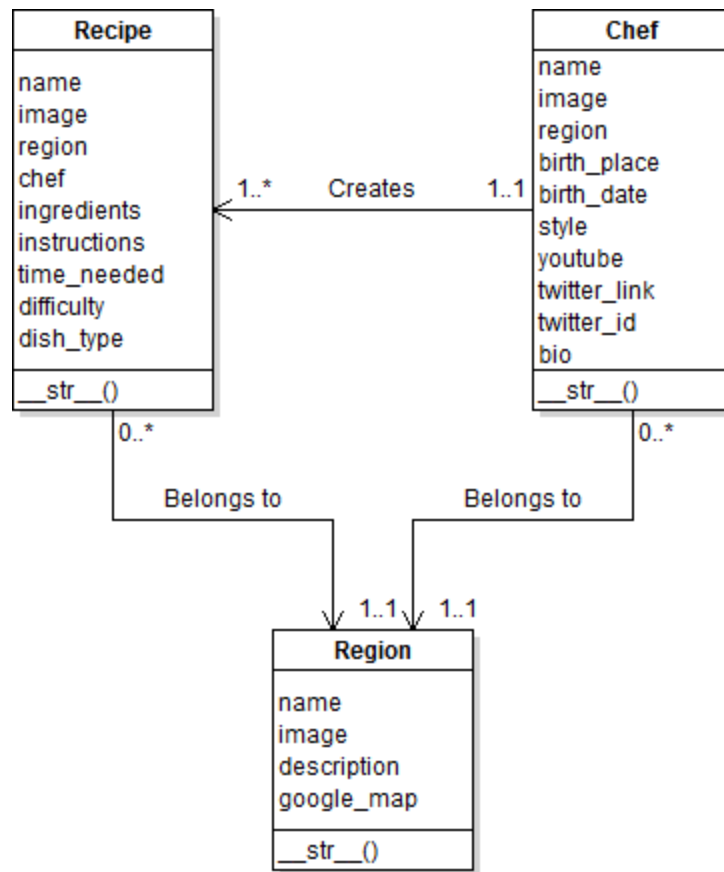 Recipe
name
image
region
chef
ingredients
instructions
time_needed
difficulty
dish_type
__str__()
Chef
name
image
region
birth_place
birth_date
style
youtube
twitter_link
twitter_id
bio
__str__()
1..* Creates 1..1
0..*
0..*
Belongs to
Belongs to
1..1
1..1
Region
name
image
description
google_map
__str__()